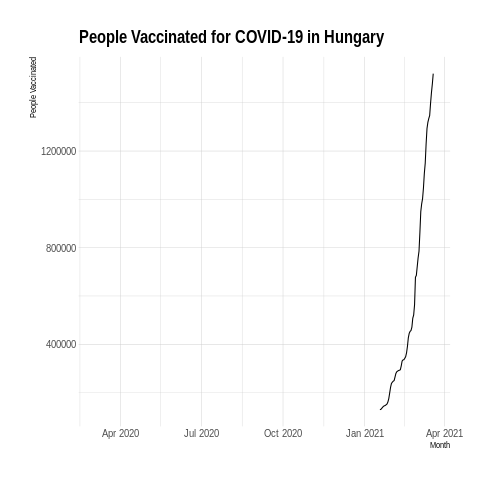 People Vaccinated for COVID-19 in Hungary
People Vaccinated
1200000
800000
400000
Apr 2020 Jul 2020 Oct 2020 Jan 2021 Apr 2021
Month